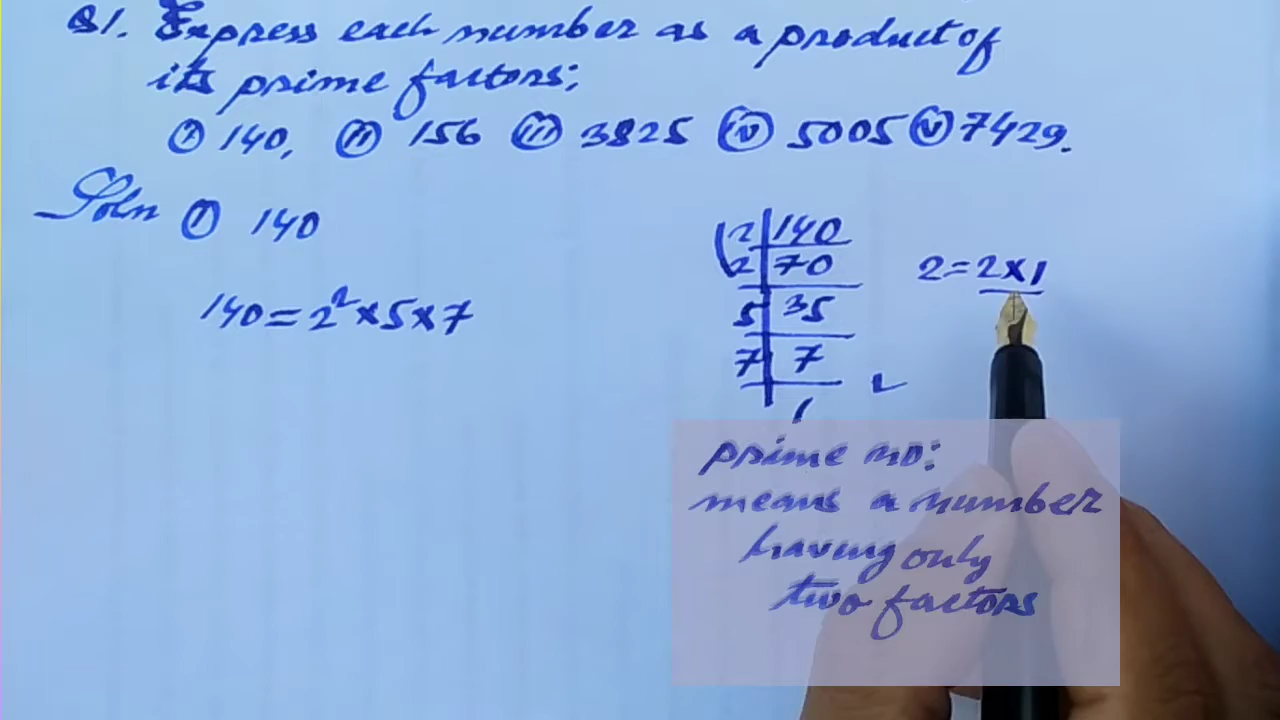 Q1. Express each number as a product of
its prime factors;
(i) 140, (ii) 156 (iii) 3825 (iv) 5005 (v) 7429.
Soln (i) 140
140 = 2² × 5 × 7
2 | 140
2 | 70
5 | 35
7 | 7
1
2 = 2 × 1
prime no:
means a number
having only
two factors